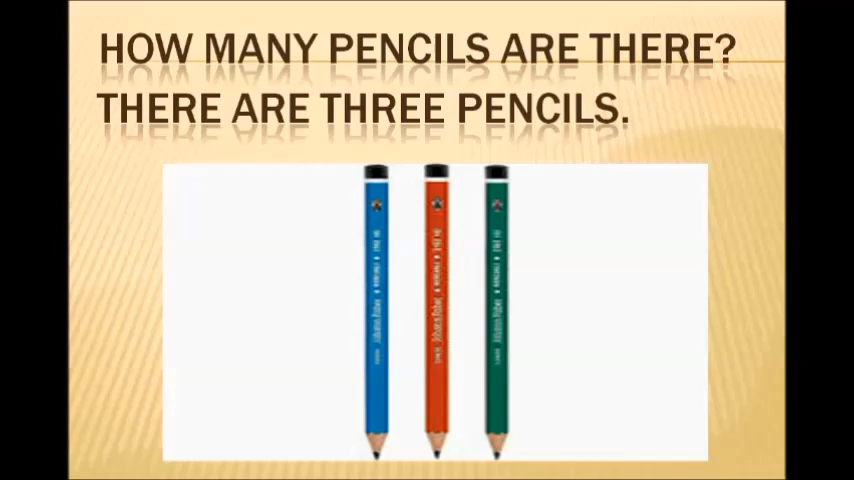 HOW MANY PENCILS ARE THERE?
THERE ARE THREE PENCILS.